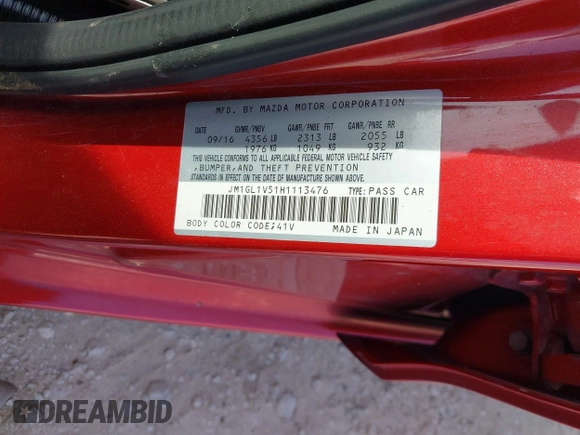 MFD. BY MAZDA MOTOR CORPORATION
GVWR/PNBV GAWR/PNBE FRT GAWR/PNBE RR
09/16 4356 LB 2313 LB 2055 LB
1976 KG 1049 KG 932 KG
THIS VEHICLE CONFORMS TO ALL APPLICABLE FEDERAL MOTOR VEHICLE SAFETY
,BUMPER,AND THEFT PREVENTION
STANDARDS IN EFFECT ON THE DATE OF MANUFACTURE SHOWN ABOVE.
JM1GL1V51H1113476 TYPE:PASS CAR
BODY COLOR CODE;41V MADE IN JAPAN
DREAMBID